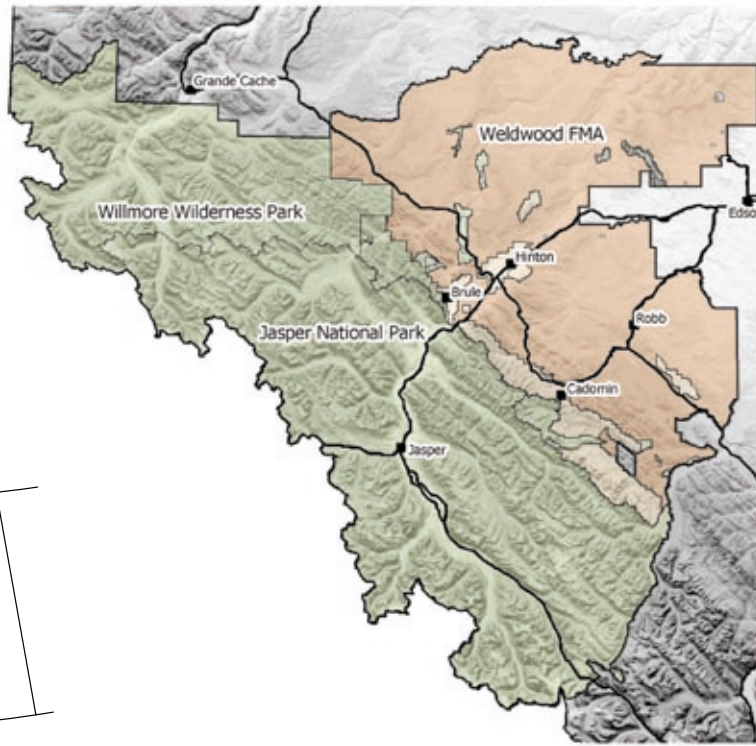 Grande Cache
Weldwood FMA
Willmore Wilderness Park
Edso
Hinton
Brule
Jasper National Park
Robb
Cadomin
Jasper